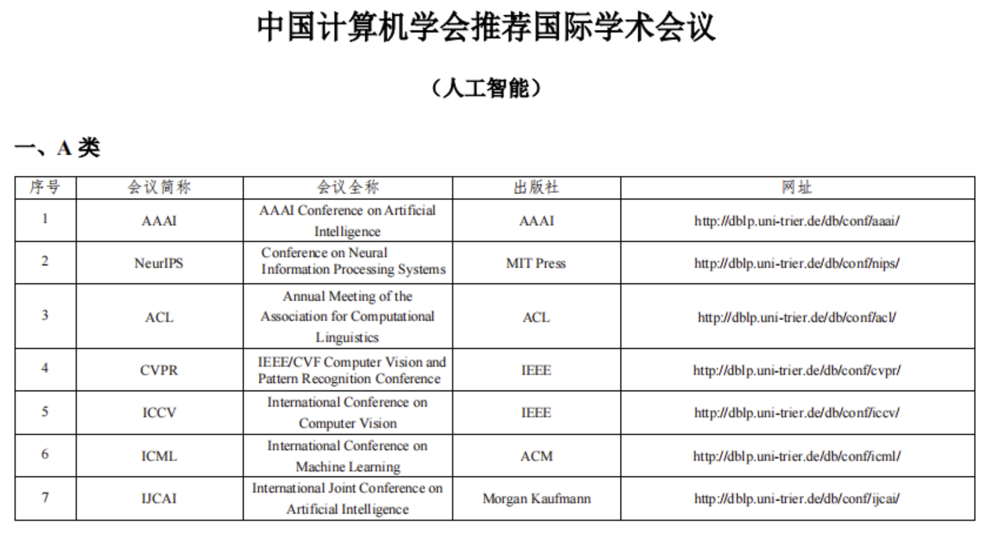 中国计算机学会推荐国际学术会议
（人工智能）
一、A 类
序号 会议简称 会议全称 出版社 网址
1 AAAI AAAI Conference on Artificial
Intelligence AAAI http://dblp.uni-trier.de/db/conf/aaai/
2 NeurIPS Conference on Neural
Information Processing Systems MIT Press http://dblp.uni-trier.de/db/conf/nips/
3 ACL Annual Meeting of the
Association for Computational
Linguistics ACL http://dblp.uni-trier.de/db/conf/acl/
4 CVPR IEEE/CVF Computer Vision and
Pattern Recognition Conference IEEE http://dblp.uni-trier.de/db/conf/cvpr/
5 ICCV International Conference on
Computer Vision IEEE http://dblp.uni-trier.de/db/conf/iccv/
6 ICML International Conference on
Machine Learning ACM http://dblp.uni-trier.de/db/conf/icml/
7 IJCAI International Joint Conference on
Artificial Intelligence Morgan Kaufmann http://dblp.uni-trier.de/db/conf/ijcai/